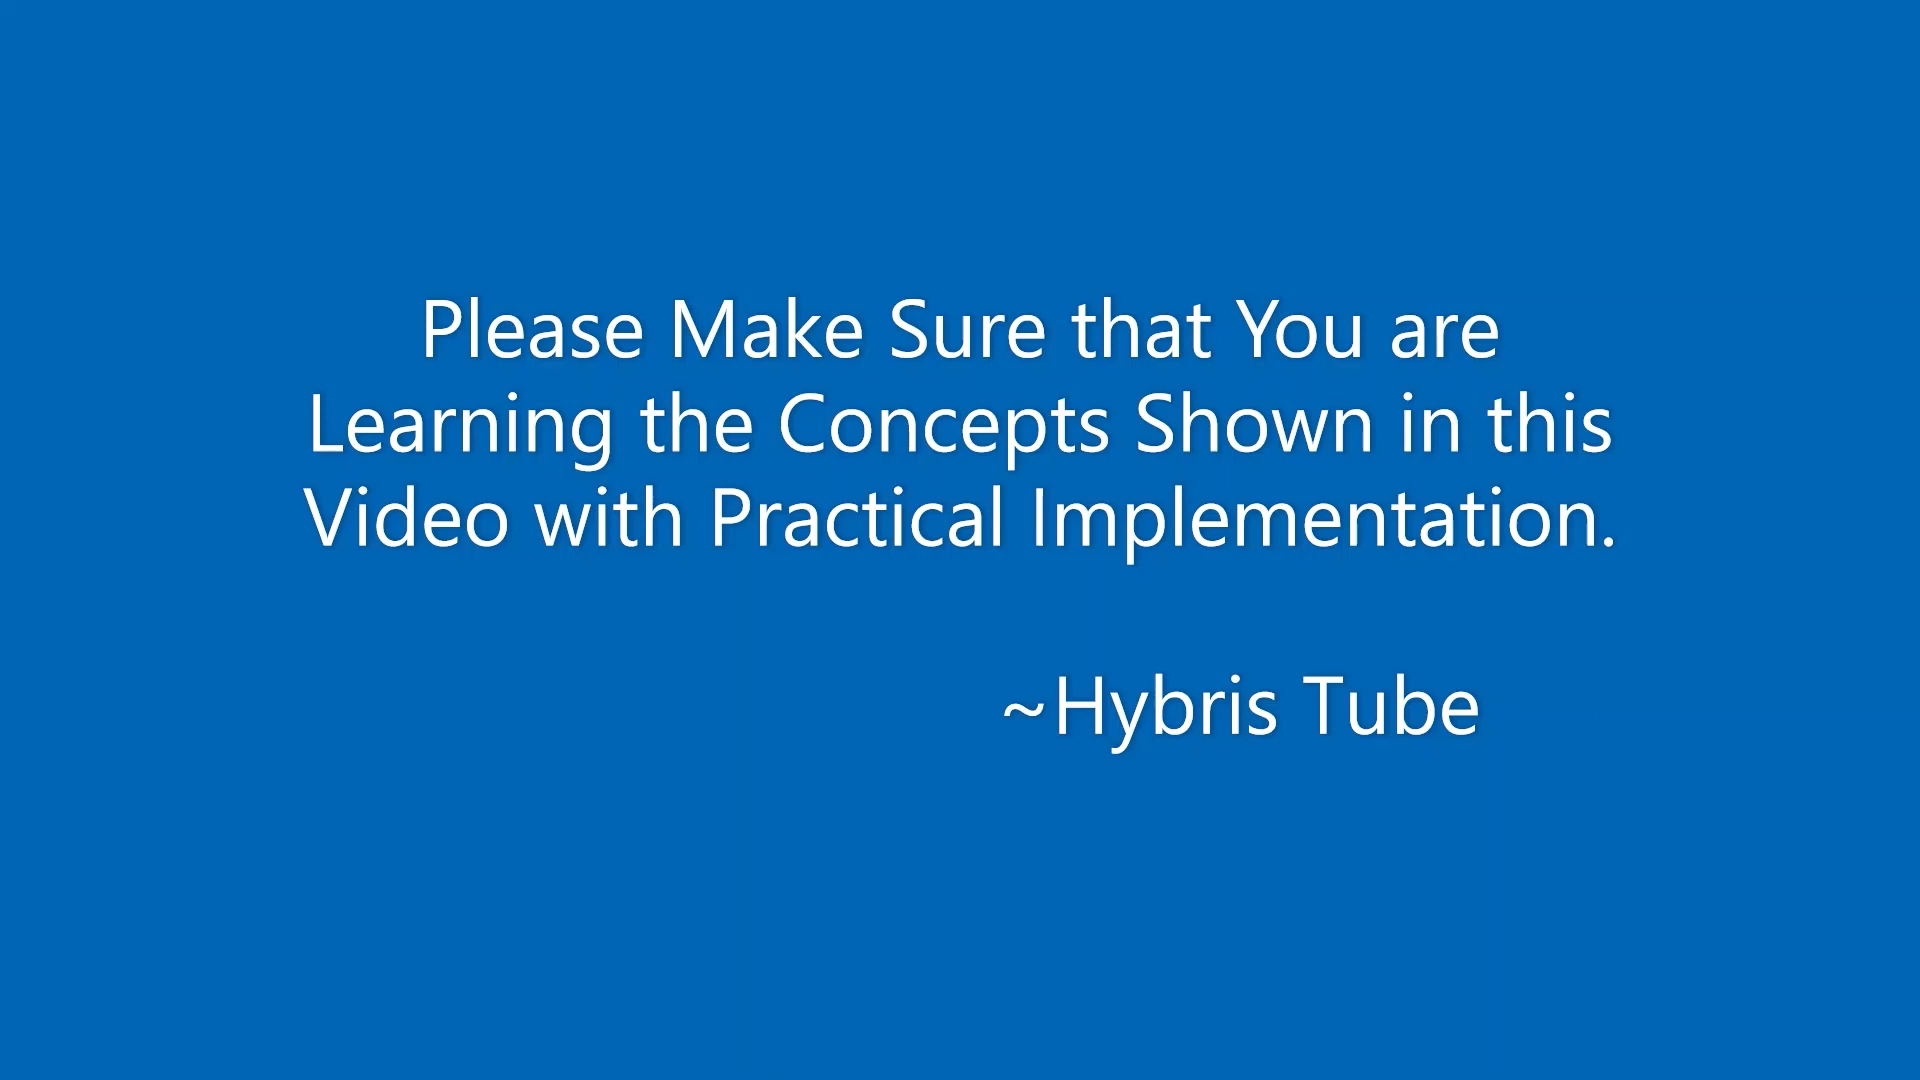 Please Make Sure that You are
Learning the Concepts Shown in this
Video with Practical Implementation.
~Hybris Tube